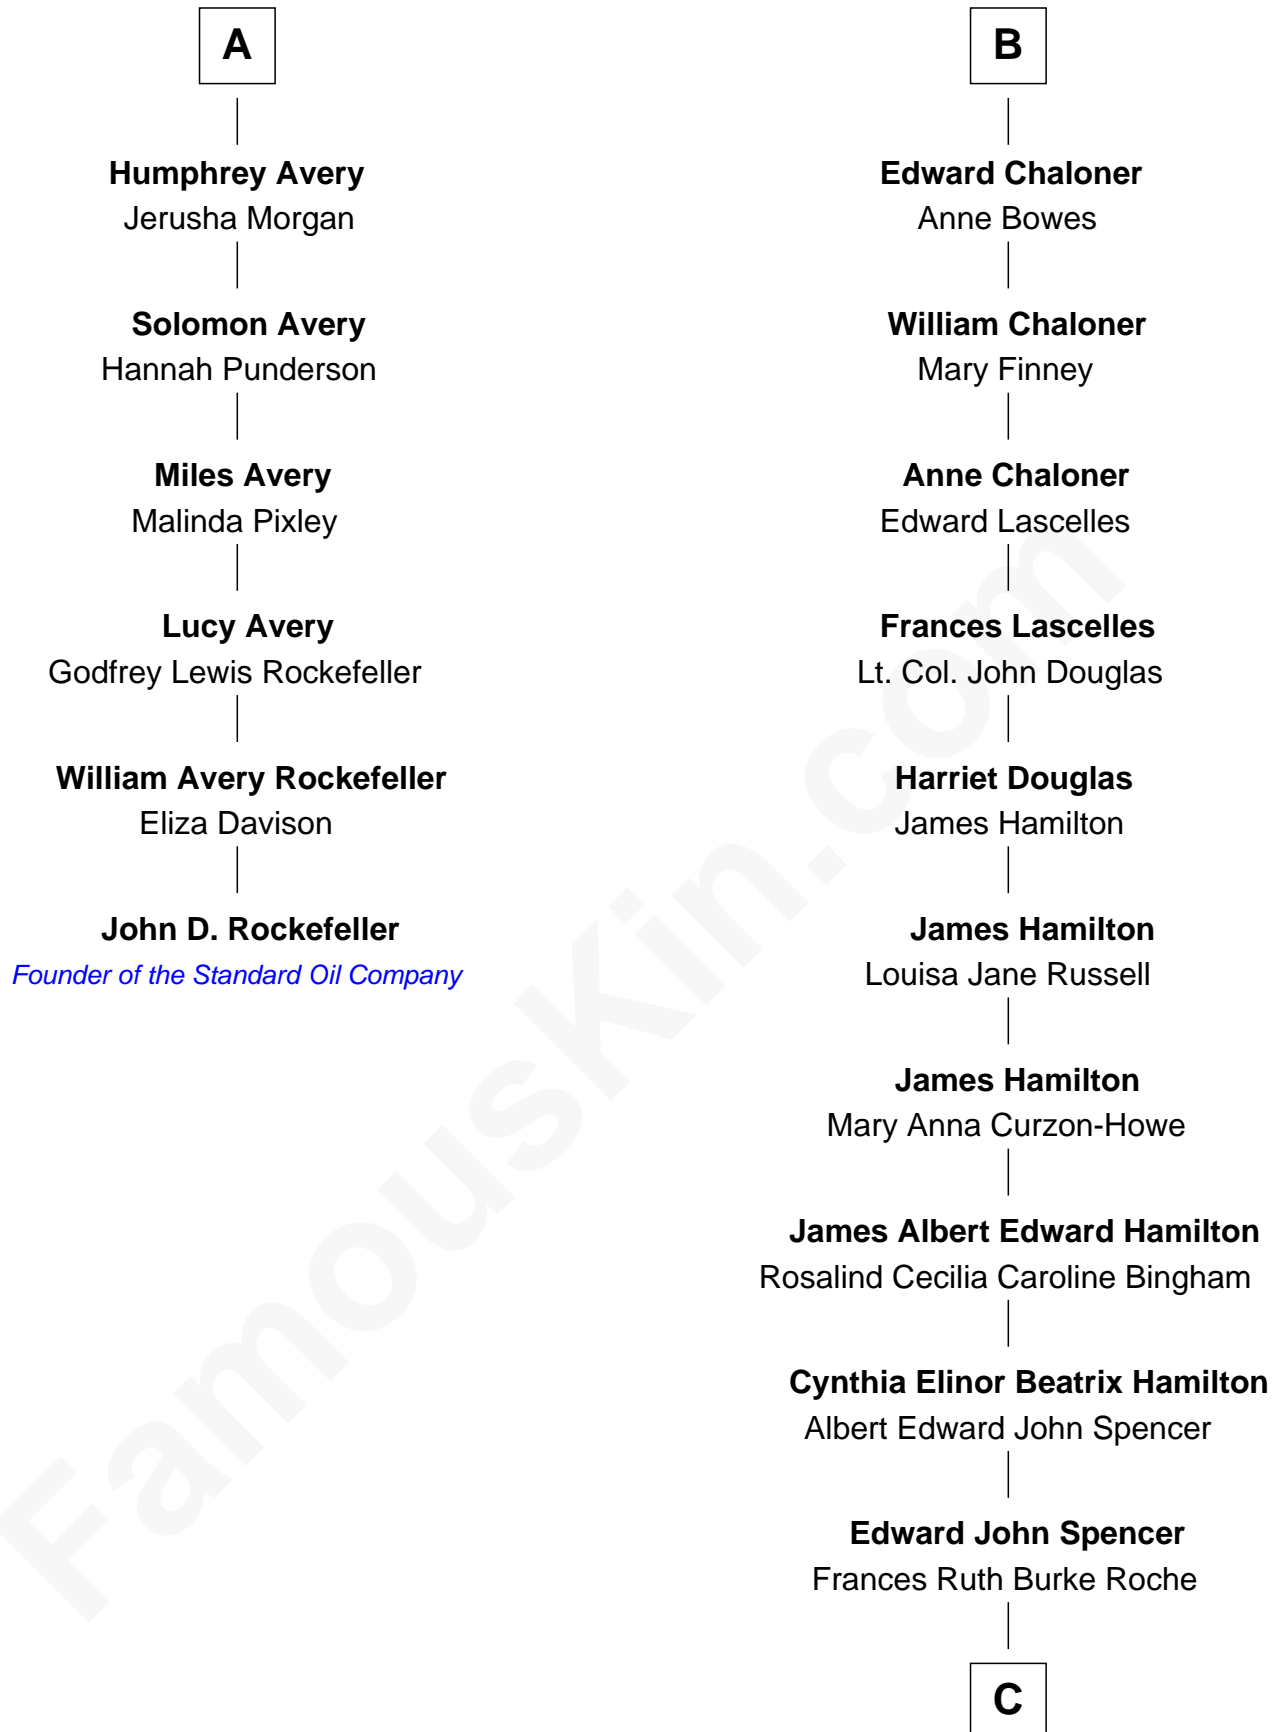 A
Humphrey Avery
Jerusha Morgan
Solomon Avery
Hannah Punderson
Miles Avery
Malinda Pixley
Lucy Avery
Godfrey Lewis Rockefeller
William Avery Rockefeller
Eliza Davison
John D. Rockefeller
Founder of the Standard Oil Company
B
Edward Chaloner
Anne Bowes
William Chaloner
Mary Finney
Anne Chaloner
Edward Lascelles
Frances Lascelles
Lt. Col. John Douglas
Harriet Douglas
James Hamilton
James Hamilton
Louisa Jane Russell
James Hamilton
Mary Anna Curzon-Howe
James Albert Edward Hamilton
Rosalind Cecilia Caroline Bingham
Cynthia Elinor Beatrix Hamilton
Albert Edward John Spencer
Edward John Spencer
Frances Ruth Burke Roche
C
FamousKin.com